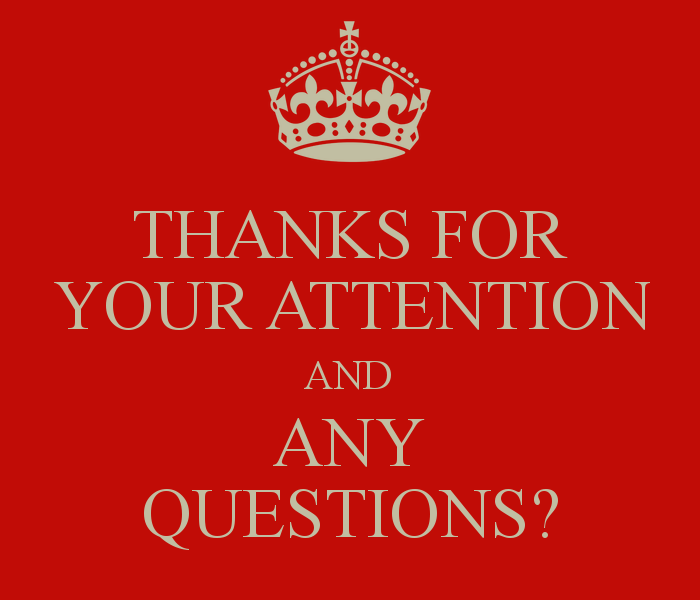 THANKS FOR
YOUR ATTENTION
AND
ANY
QUESTIONS?